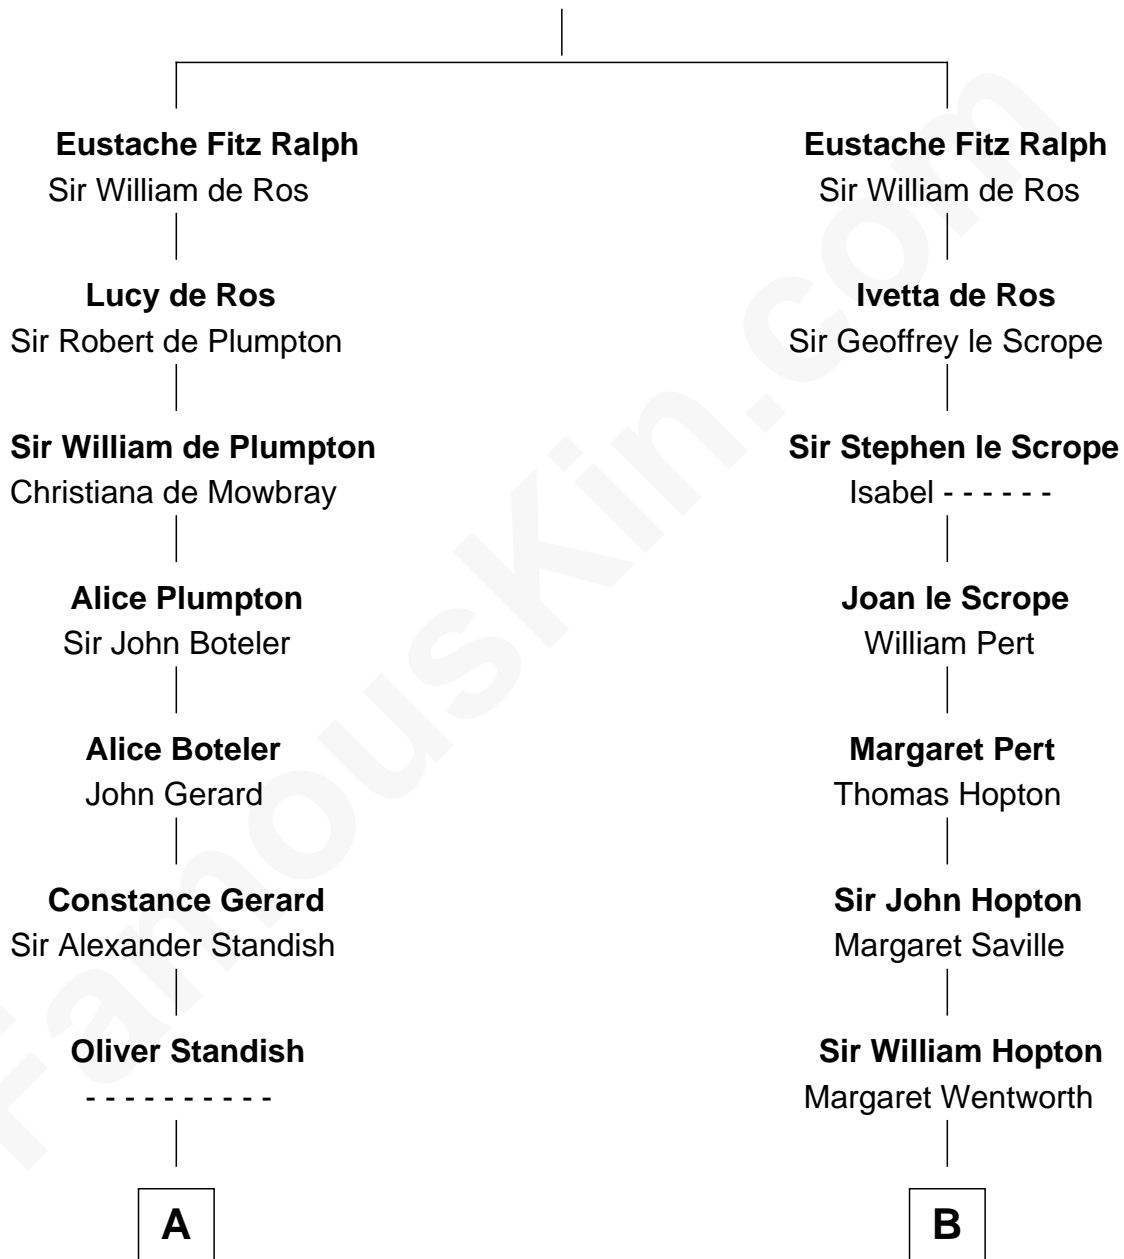 Eustache Fitz Ralph
Sir William de Ros
Lucy de Ros
Sir Robert de Plumpton
Sir William de Plumpton
Christiana de Mowbray
Alice Plumpton
Sir John Boteler
Alice Boteler
John Gerard
Constance Gerard
Sir Alexander Standish
Oliver Standish
- - - - - - - - - -
A
Eustache Fitz Ralph
Sir William de Ros
Ivetta de Ros
Sir Geoffrey le Scrope
Sir Stephen le Scrope
Isabel - - - - - -
Joan le Scrope
William Pert
Margaret Pert
Thomas Hopton
Sir John Hopton
Margaret Saville
Sir William Hopton
Margaret Wentworth
B
FamousKin.com